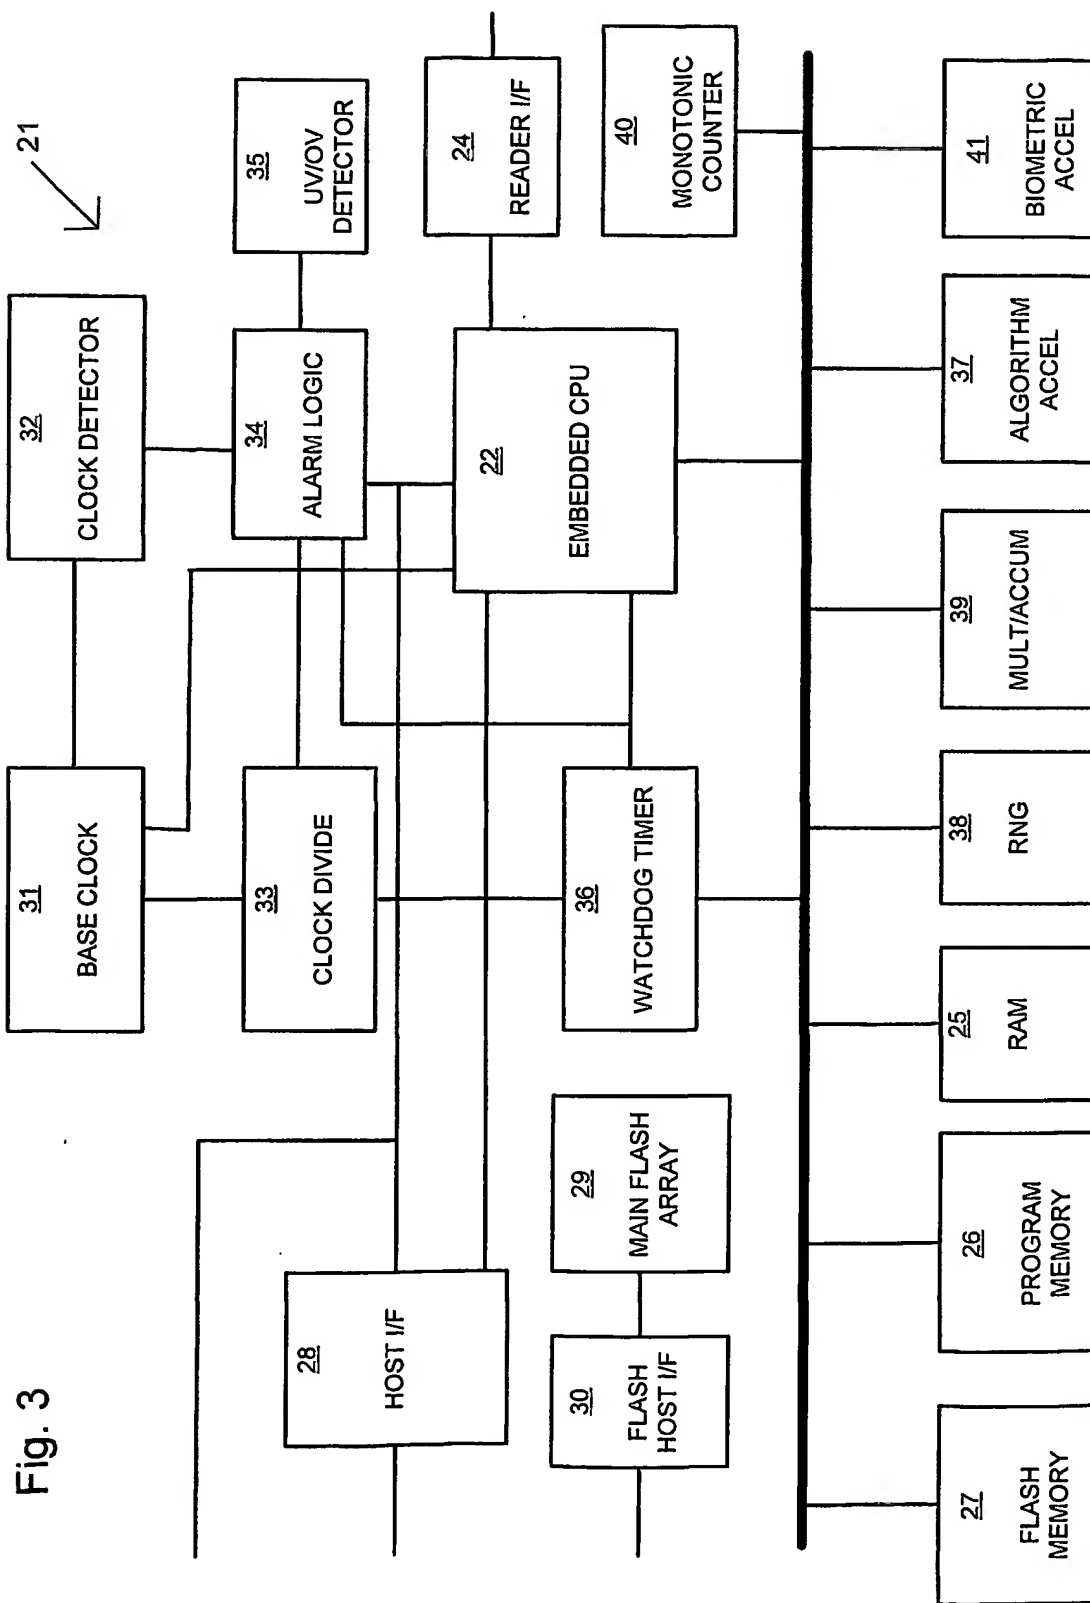 Fig. 3
21
31
BASE CLOCK
32
CLOCK DETECTOR
33
CLOCK DIVIDE
34
ALARM LOGIC
35
UV/OV
DETECTOR
28
HOST I/F
22
EMBEDDED CPU
24
READER I/F
30
FLASH
HOST I/F
29
MAIN FLASH
ARRAY
36
WATCHDOG TIMER
40
MONOTONIC
COUNTER
27
FLASH
MEMORY
26
PROGRAM
MEMORY
25
RAM
38
RNG
39
MULT/ACCUM
37
ALGORITHM
ACCEL
41
BIOMETRIC
ACCEL